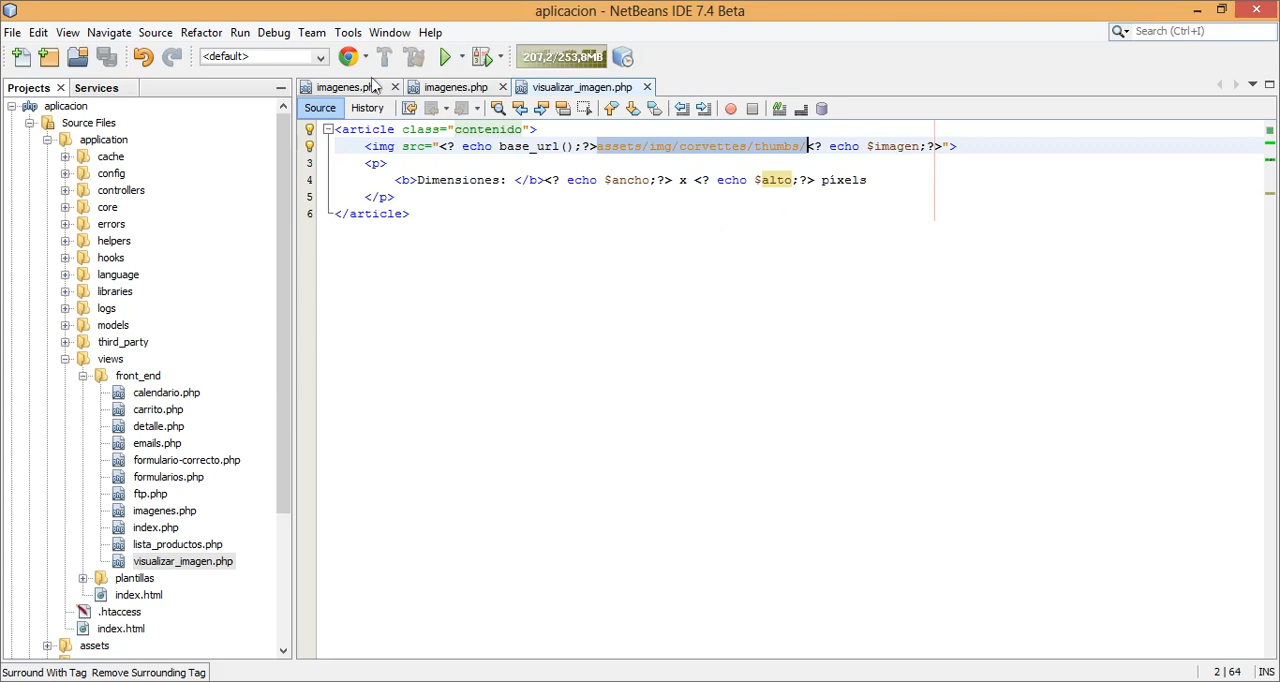 aplicacion - NetBeans IDE 7.4 Beta
File Edit View Navigate Source Refactor Run Debug Team Tools Window Help
Search (Ctrl+I)
<default>
207,2/253,8MB
Projects
Services
imagenes.php
imagenes.php
visualizar_imagen.php
Source
History
aplicacion
Source Files
application
cache
config
controllers
core
errors
helpers
hooks
language
libraries
logs
models
third_party
views
front_end
calendario.php
carrito.php
detalle.php
emails.php
formulario-correcto.php
formularios.php
ftp.php
imagenes.php
index.php
lista_productos.php
visualizar_imagen.php
plantillas
index.html
.htaccess
index.html
assets
<article class="contenido">
<img src="<? echo base_url();?>assets/img/corvettes/thumbs/<? echo $imagen;?>">
3 <p>
4 <b>Dimensiones: </b><? echo $ancho;?> x <? echo $alto;?> píxels
5 </p>
6 </article>
Surround With Tag Remove Surrounding Tag
2 | 64
INS